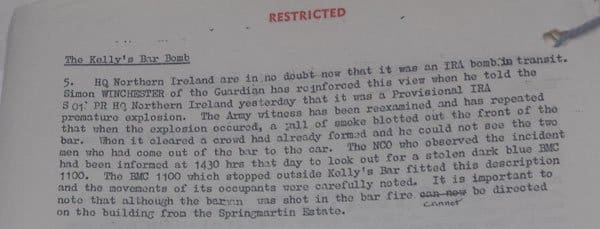 RESTRICTED
The Kelly's Bar Bomb
5. HQ Northern Ireland are in no doubt now that it was an IRA bomb in transit.
Simon WINCHESTER of the Guardian has reinforced this view when he told the
S 01' PR HQ Northern Ireland yesterday that it was a Provisional IRA
premature explosion. The Army witness has been reexamined and has repeated
that when the explosion occured, a pall of smoke blotted out the front of the
bar. When it cleared a crowd had already formed and he could not see the two
men who had come out of the bar to the car. The NCO who observed the incident
had been informed at 1430 hrs that day to look out for a stolen dark blue BMC
1100. The BMC 1100 which stopped outside Kelly's Bar fitted this description
and the movements of its occupants were carefully noted. It is important to
note that although the barman was shot in the bar fire can now be directed
cannot
on the building from the Springmartin Estate.